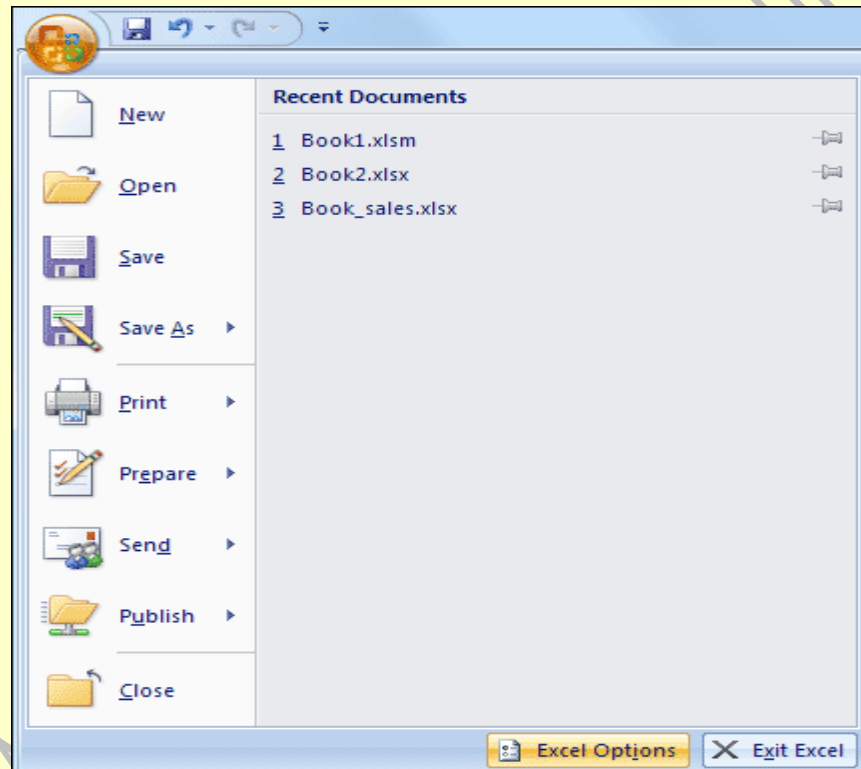 New
Open
Save
Save As
Print
Prepare
Send
Publish
Close
Recent Documents
1 Book1.xlsm
2 Book2.xlsx
3 Book_sales.xlsx
Excel Options
Exit Excel